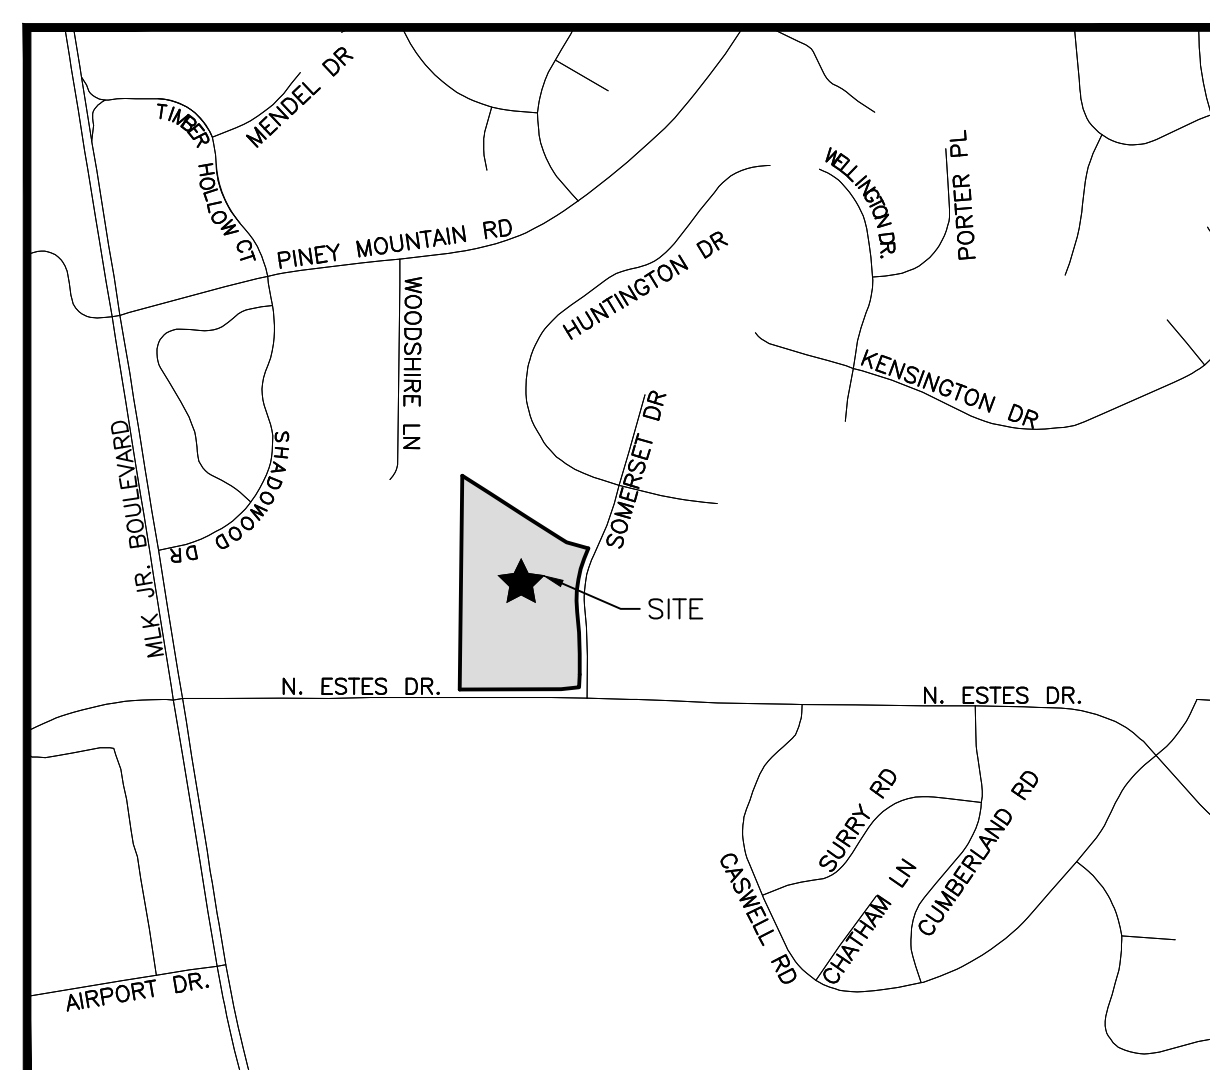 MENDEL DR
TIMBER HOLLOW CT
WELLINGTON DR.
PORTER PL
PINEY MOUNTAIN RD
HUNTINGTON DR
WOODSHIRE LN
KENSINGTON DR
SOMERSET DR
SHADOWOOD DR
MLK JR. BOULEVARD
SITE
N. ESTES DR.
N. ESTES DR.
SURRY RD
CUMBERLAND RD
CASWELL RD
CHATHAM LN
AIRPORT DR.